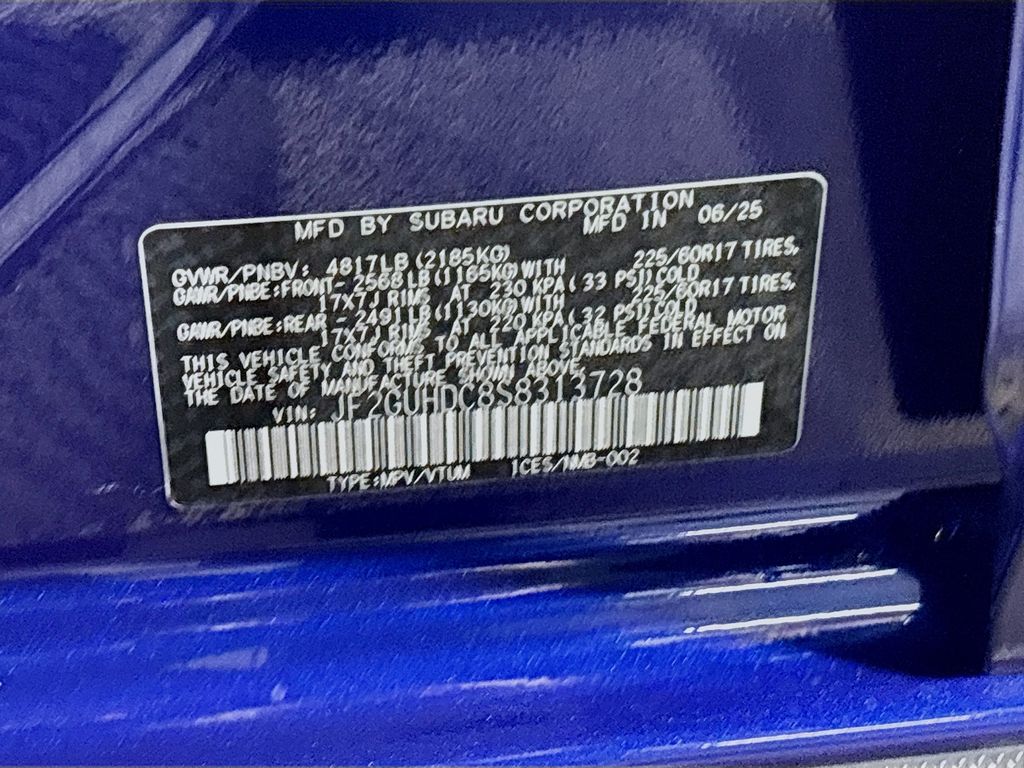 MFD BY SUBARU CORPORATION
MFD IN 06/25
GVWR/PNBV: 4817LB (2185KG)
GAWR/PNBE:FRONT- 2568LB (1165KG)WITH 225/60R17 TIRES,
17X7J RIMS, AT 230 KPA( 33 PSI)COLD
GAWR/PNBE:REAR - 2491LB (1130KG)WITH 225/60R17 TIRES,
17X7J RIMS, AT 220 KPA( 32 PSI)COLD
THIS VEHICLE CONFORMS TO ALL APPLICABLE FEDERAL MOTOR
VEHICLE SAFETY AND THEFT PREVENTION STANDARDS IN EFFECT ON
THE DATE OF MANUFACTURE SHOWN ABOVE.
VIN: JF2GUHDC8S8313728
TYPE:MPV/VTUM 1CES/NMB-002